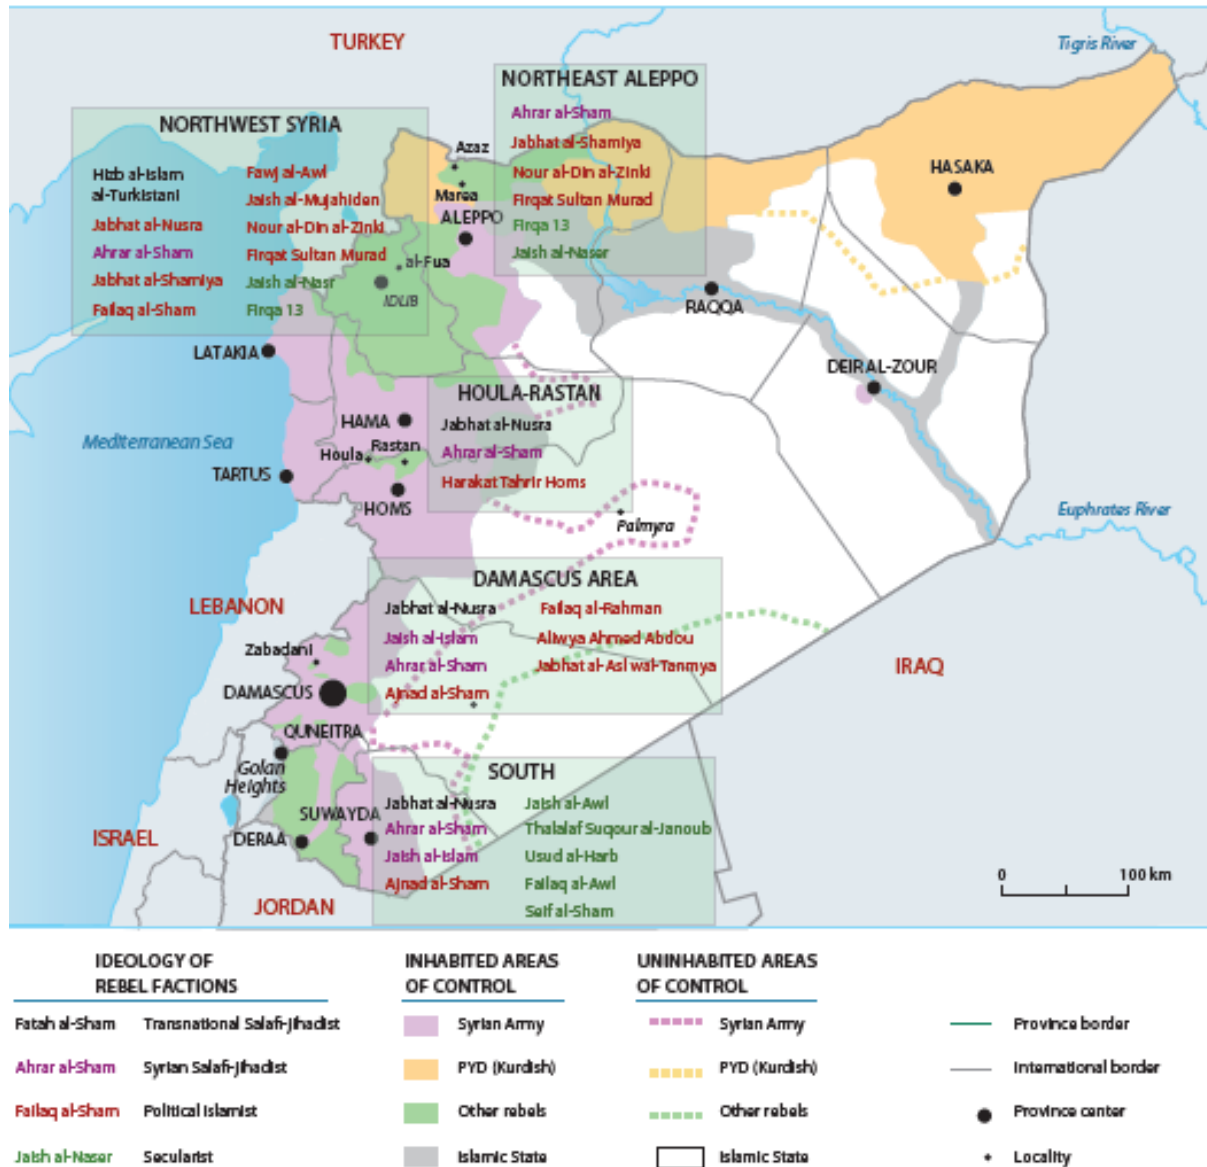 TURKEY
Tigris River
NORTHEAST ALEPPO
Ahrar al-Sham
Jabhat al-Shamiya
Nour al-Din al-Zinki
Firqat Sultan Murad
Firqa 13
Jaish al-Naser
NORTHWEST SYRIA
Hizb al-Islam
al-Turkistani
Jabhat al-Nusra
Ahrar al-Sham
Jabhat al-Shamiya
Failaq al-Sham
Fawj al-Awl
Jaish al-Mujahiden
Nour al-Din al-Zinki
Firqat Sultan Murad
Jaish al-Nasr
Firqa 13
Azaz
Marea
ALEPPO
al-Fua
IDLIB
HASAKA
RAQQA
LATAKIA
DEIR AL-ZOUR
HOULA-RASTAN
Jabhat al-Nusra
Ahrar al-Sham
Harakat Tahrir Homs
HAMA
Mediterranean Sea
Houla
Rastan
TARTUS
HOMS
Palmyra
Euphrates River
DAMASCUS AREA
Jabhat al-Nusra
Jaish al-Islam
Ahrar al-Sham
Ajnad al-Sham
Failaq al-Rahman
Aliwya Ahmed Abdou
Jabhat al-Asl wal-Tanmya
LEBANON
Zabadani
DAMASCUS
IRAQ
QUNEITRA
Golan
Heights
SOUTH
Jabhat al-Nusra
Ahrar al-Sham
Jaish al-Islam
Ajnad al-Sham
Jaish al-Awl
Thalalaf Suqour al-Janoub
Usud al-Harb
Failaq al-Awl
Seif al-Sham
SUWAYDA
ISRAEL
DERAA
JORDAN
0 100 km
IDEOLOGY OF
REBEL FACTIONS
Fatah al-Sham Transnational Salafi-Jihadist
Ahrar al-Sham Syrian Salafi-Jihadist
Failaq al-Sham Political Islamist
Jaish al-Naser Secularist
INHABITED AREAS
OF CONTROL
Syrian Army
PYD (Kurdish)
Other rebels
Islamic State
UNINHABITED AREAS
OF CONTROL
Syrian Army
PYD (Kurdish)
Other rebels
Islamic State
Province border
International border
Province center
Locality